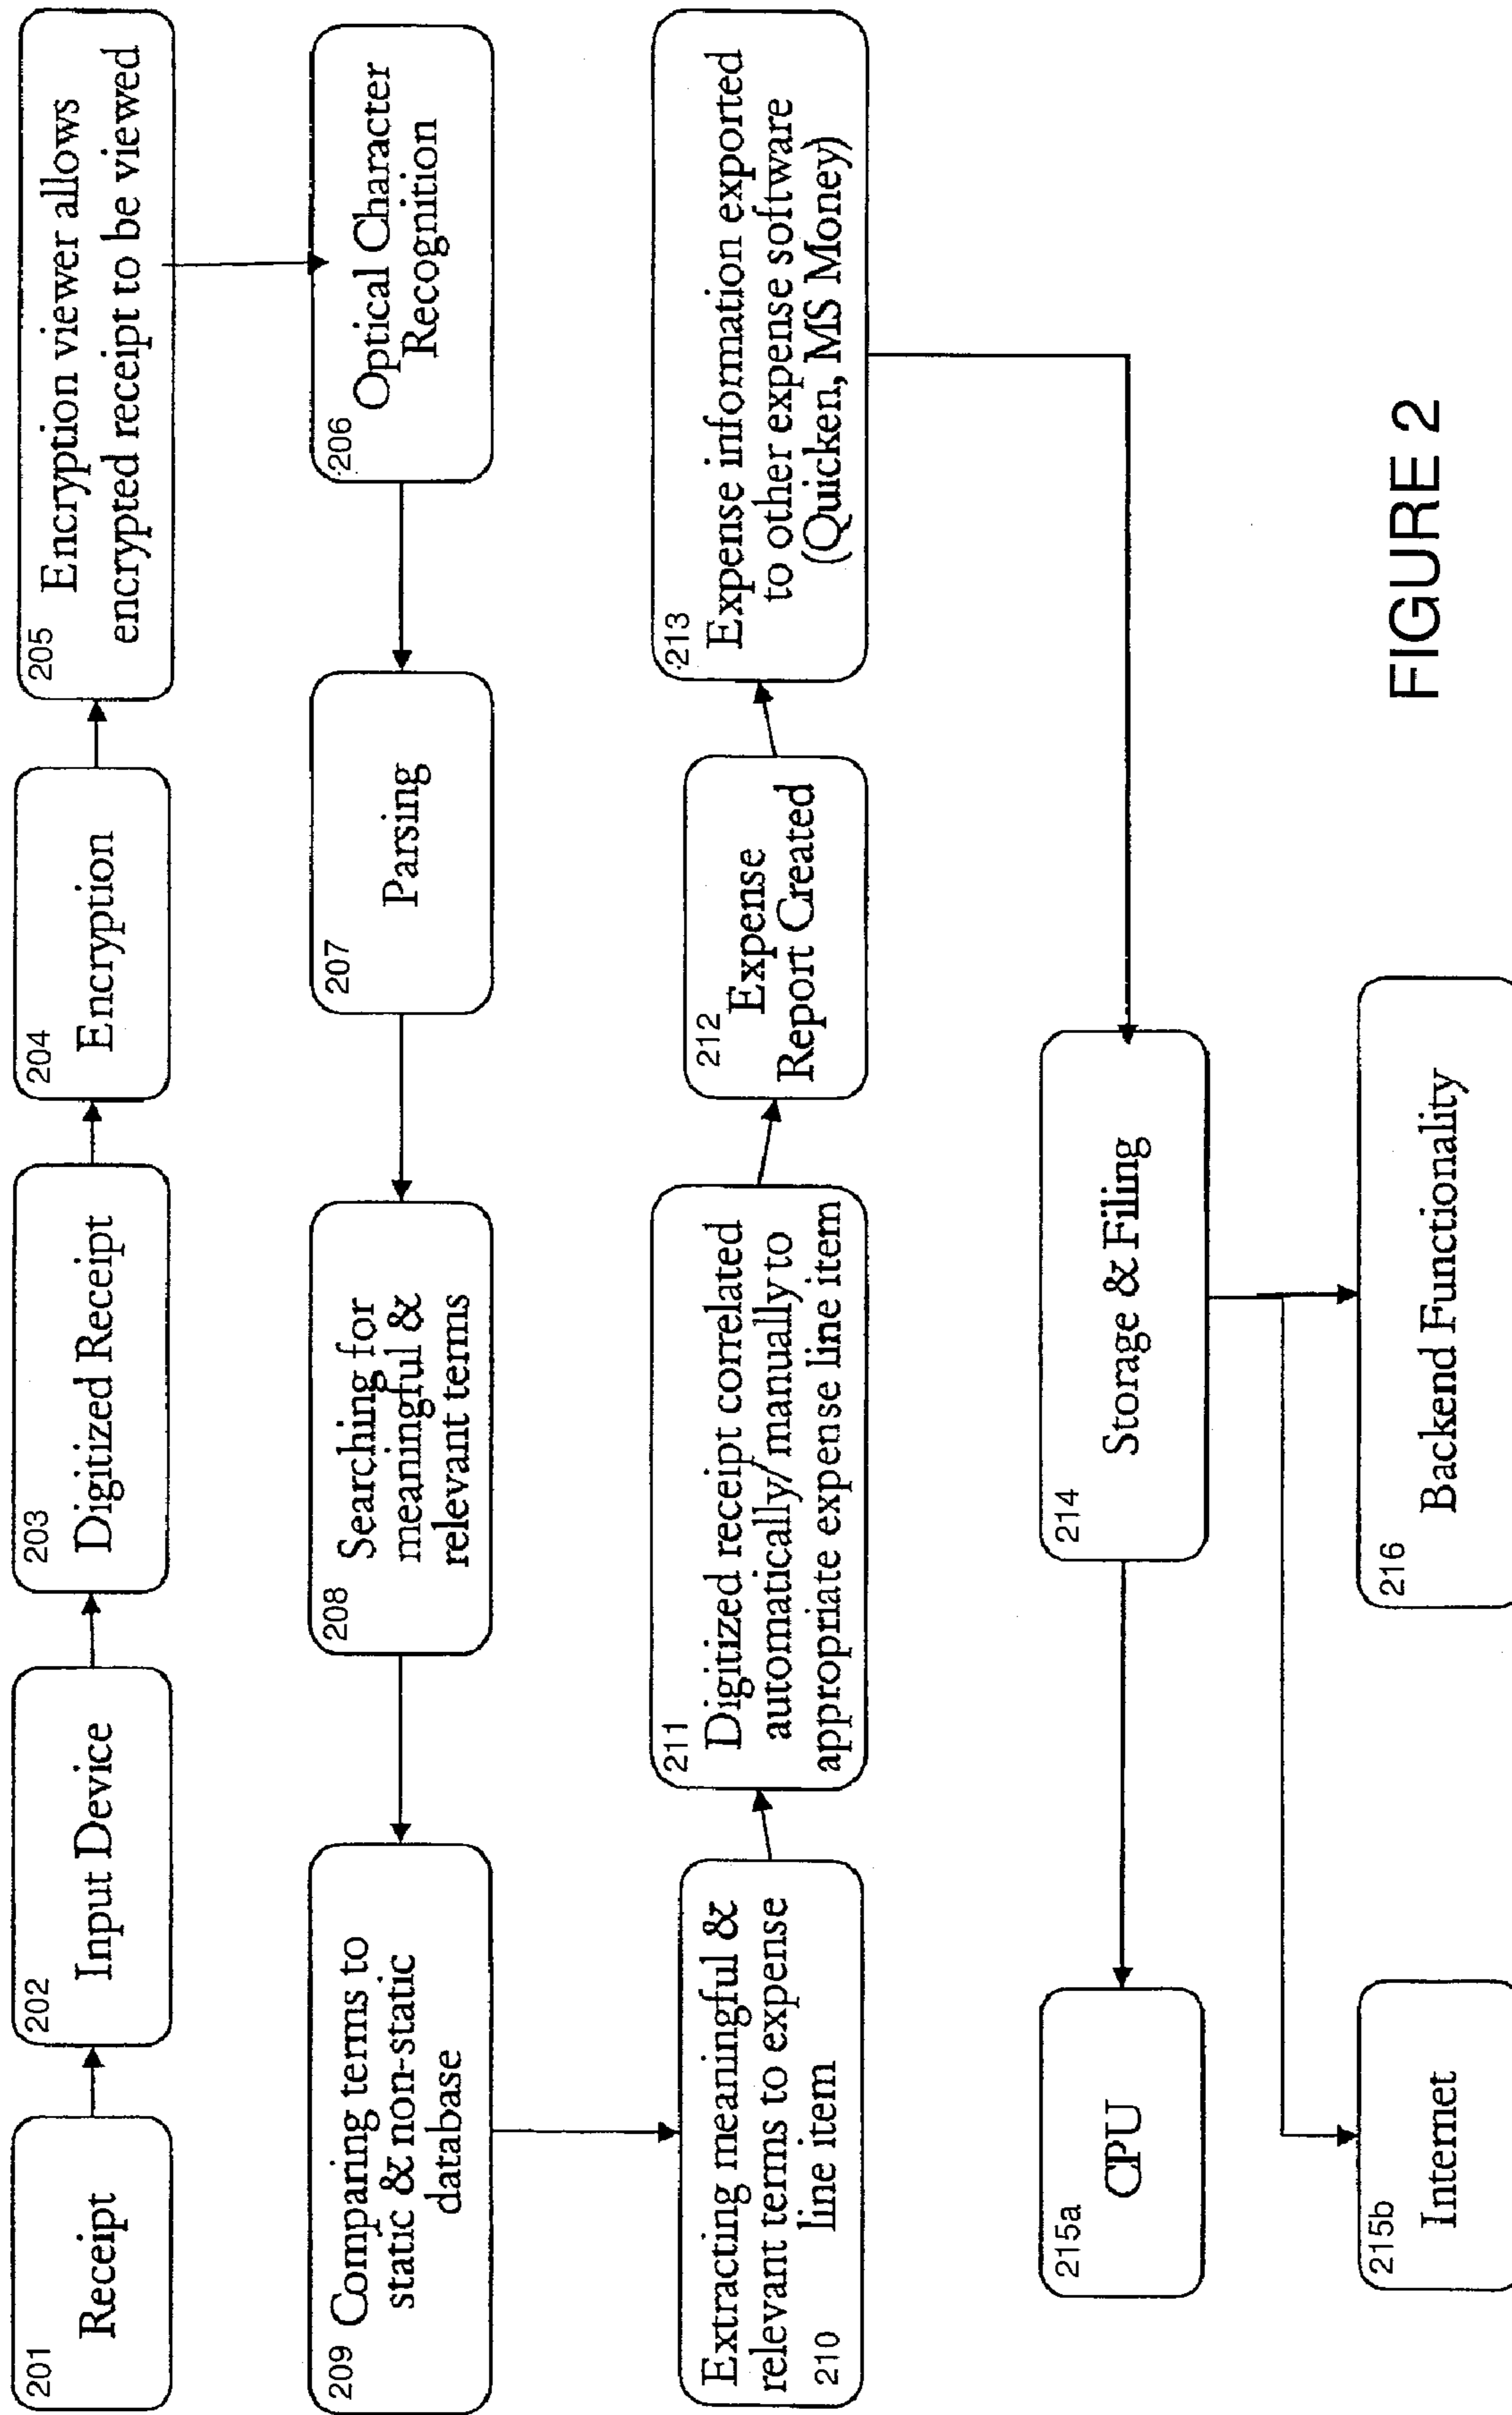 201
Receipt
202
Input Device
203
Digitized Receipt
204
Encryption
205
Encryption viewer allows
encrypted receipt to be viewed
206
Optical Character
Recognition
207
Parsing
208
Searching for
meaningful &
relevant terms
209
Comparing terms to
static & non-static
database
Extracting meaningful &
relevant terms to expense
210
line item
211
Digitized receipt correlated
automatically/manually to
appropriate expense line item
212
Expense
Report Created
213
Expense information exported
to other expense software
(Quicken, MS Money)
214
Storage & Filing
215a
CPU
215b
Internet
216
Backend Functionality
FIGURE 2